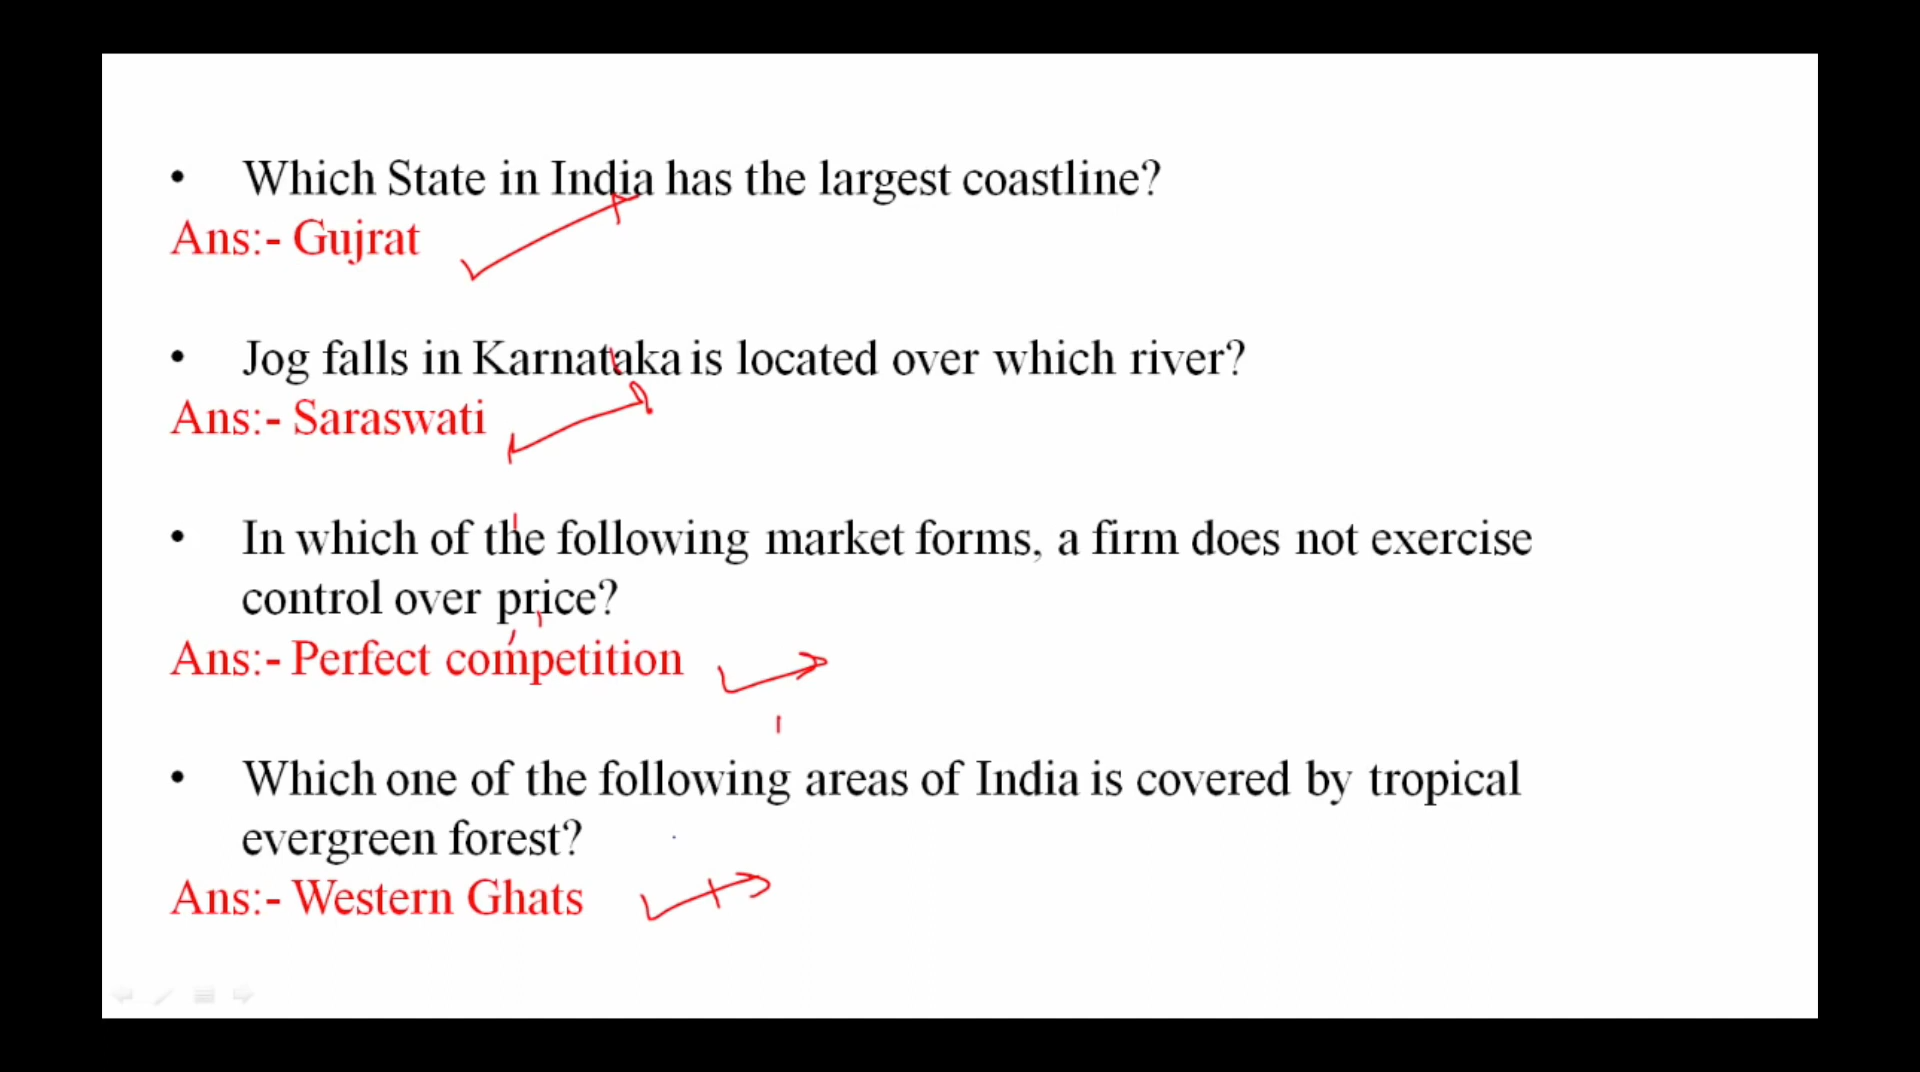 • Which State in India has the largest coastline?
Ans:- Gujrat
• Jog falls in Karnataka is located over which river?
Ans:- Saraswati
• In which of the following market forms, a firm does not exercise
control over price?
Ans:- Perfect competition
• Which one of the following areas of India is covered by tropical
evergreen forest?
Ans:- Western Ghats